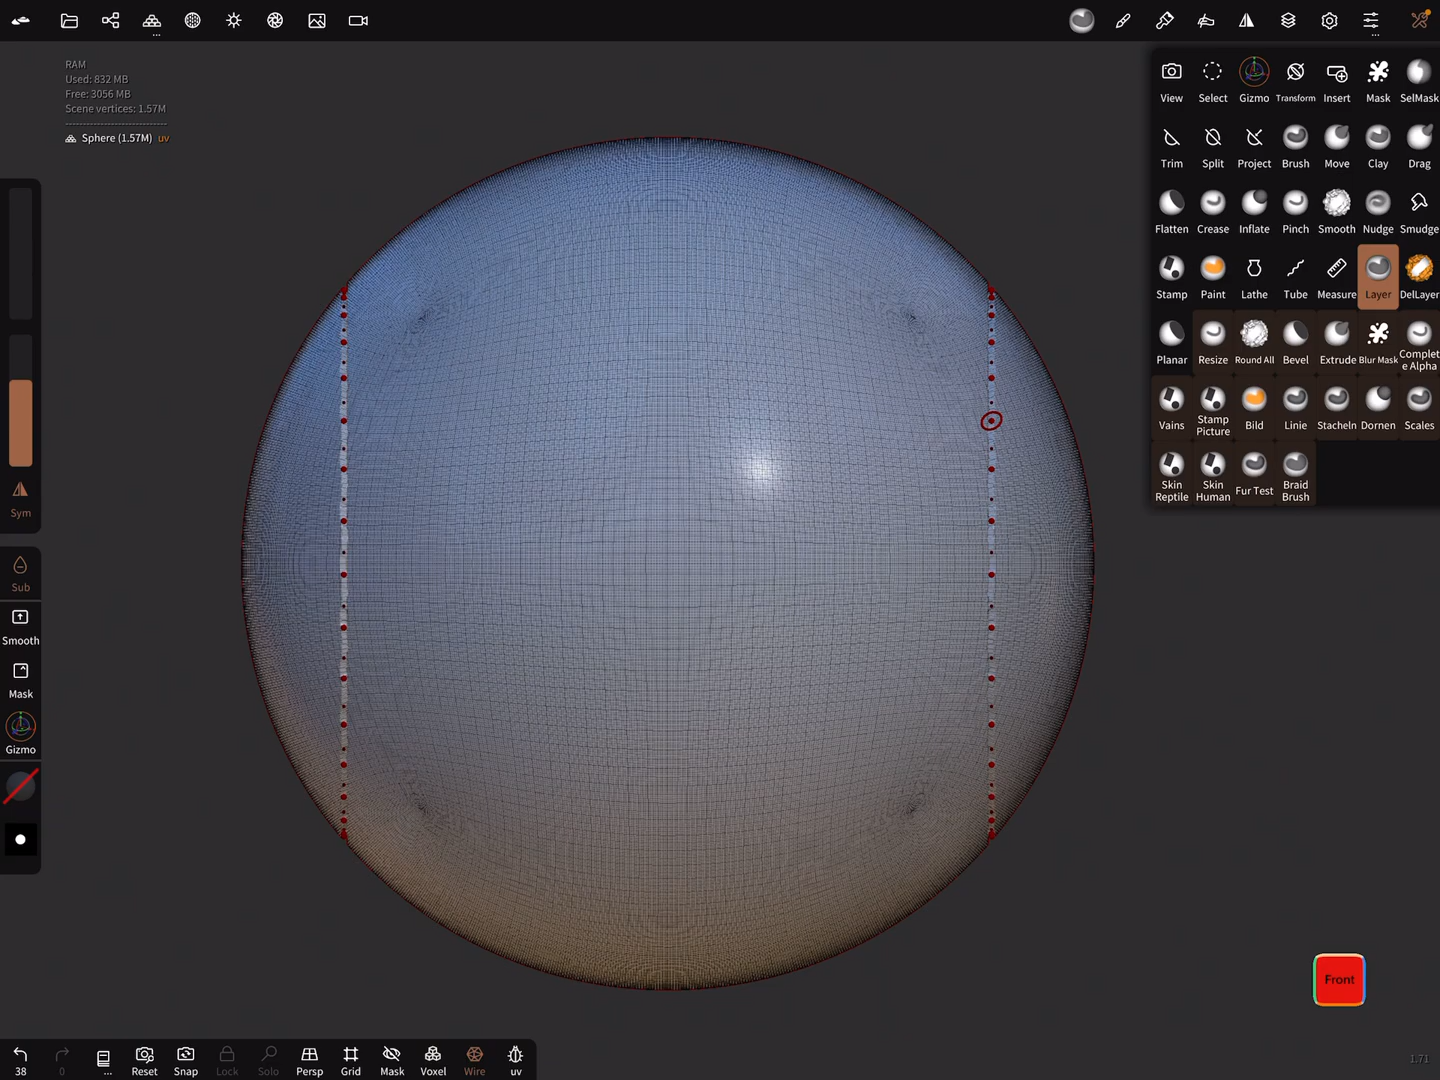 RAM
Used: 832 MB
Free: 3056 MB
Scene vertices: 1.57M
Sphere (1.57M) uv
View Select Gizmo Transform Insert Mask SelMask
Trim Split Project Brush Move Clay Drag
Flatten Crease Inflate Pinch Smooth Nudge Smudge
Stamp Paint Lathe Tube Measure Layer DelLayer
Planar Resize Round All Bevel Extrude Blur Mask Complet
e Alpha
Vains Stamp Picture Bild Linie Stacheln Dornen Scales
Skin Reptile Skin Human Fur Test Braid Brush
Sym
Sub
Smooth
Mask
Gizmo
Front
38 0 ... Reset Snap Lock Solo Persp Grid Mask Voxel Wire uv
1.71